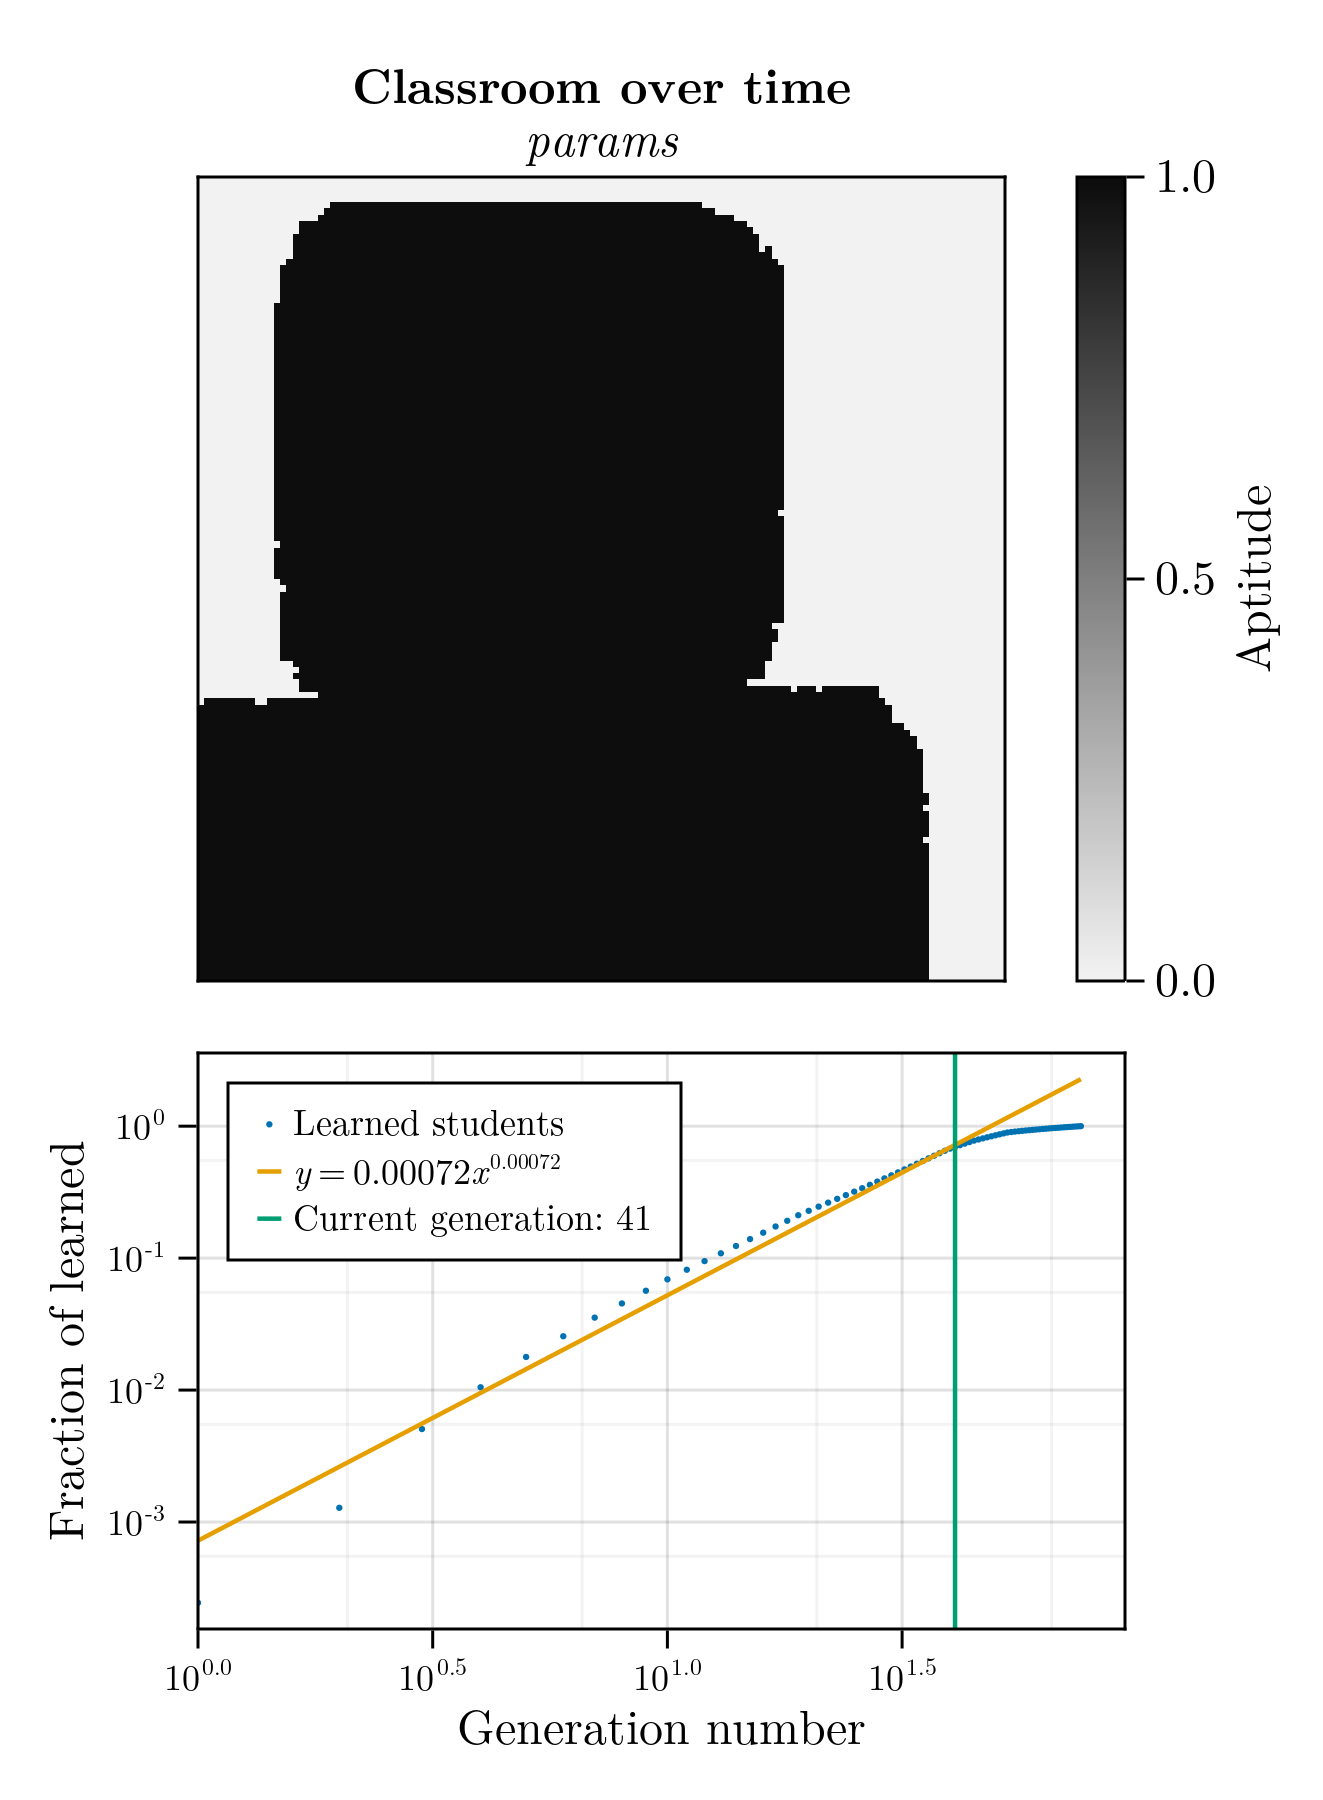 Classroom over time
params
1.0
0.5
0.0
Aptitude
Learned students
y = 0.00072x^0.00072
Current generation: 41
10^0
10^-1
10^-2
10^-3
Fraction of learned
10^0.0
10^0.5
10^1.0
10^1.5
Generation number